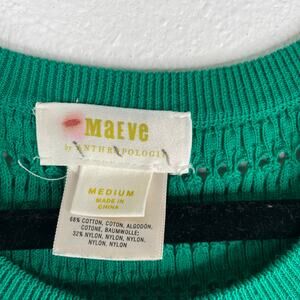 MAEVE
by ANTHROPOLOGIE
MEDIUM
MADE IN
CHINA
68% COTTON, COTON, ALGODÓN,
COTONE, BAUMWOLLE;
32% NYLON, NYLON, NYLON,
NYLON, NYLON